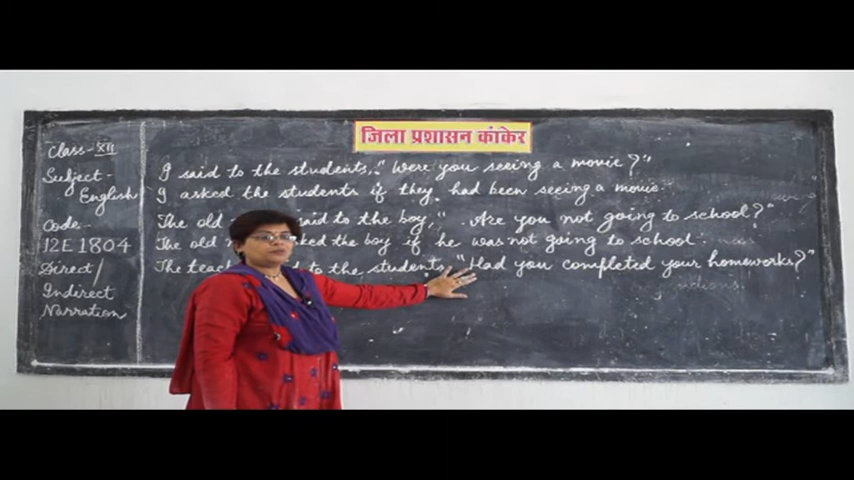 जिला प्रशासन कांकेर
Class- XII
Subject-
English
Code-
12E1804
Direct/
Indirect
Narration
I said to the students, "Were you seeing a movie?"
I asked the students if they had been seeing a movie.
The old said to the boy, "Are you not going to school?"
The old the boy if he was not going to school.
The to the students, "Had you completed your homeworks?"